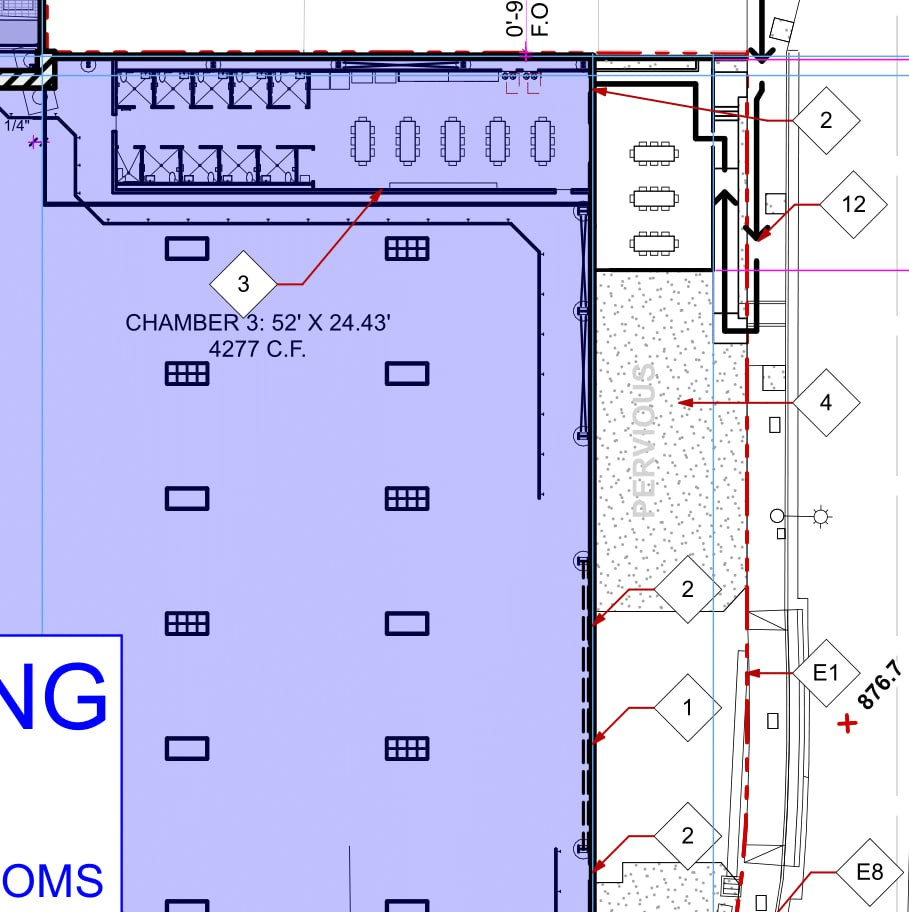 0'-9
F.O
1/4"
2
12
3
CHAMBER 3: 52' X 24.43'
4277 C.F.
PERVIOUS
4
2
E1
876.7
1
NG
2
OMS
E8